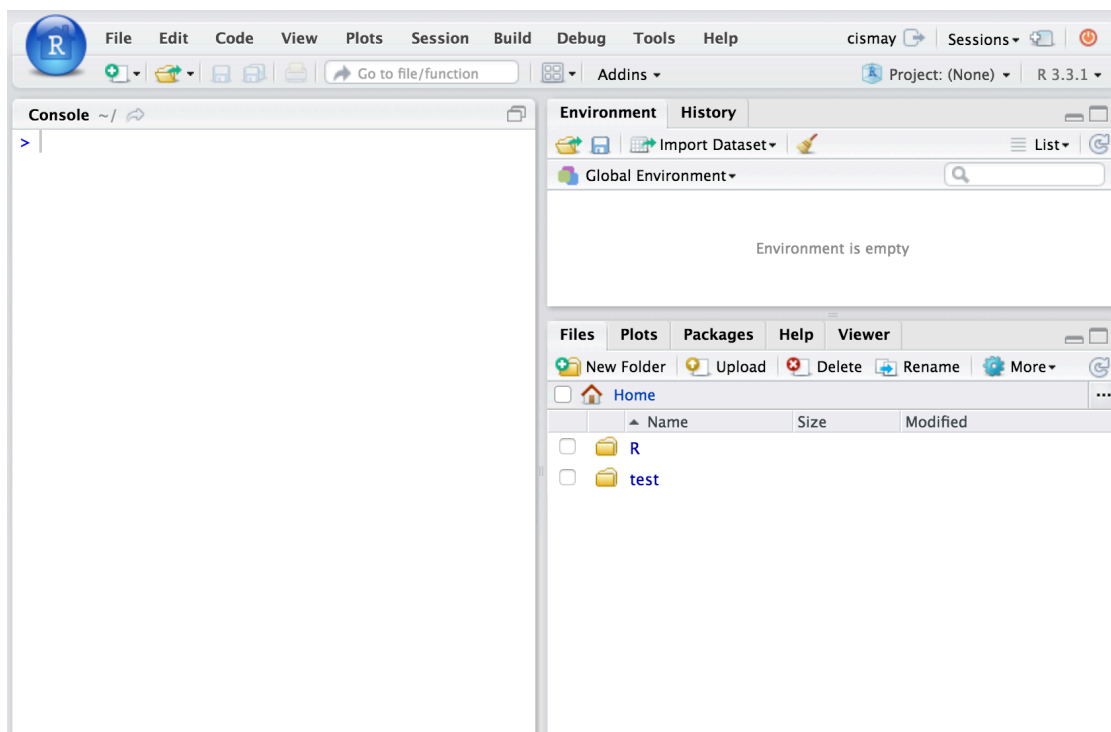 R File Edit Code View Plots Session Build Debug Tools Help cismay Sessions
Go to file/function Addins Project: (None) R 3.3.1
Console ~/
>
Environment History
Import Dataset List
Global Environment
Environment is empty
Files Plots Packages Help Viewer
New Folder Upload Delete Rename More
Home ...
Name Size Modified
R
test